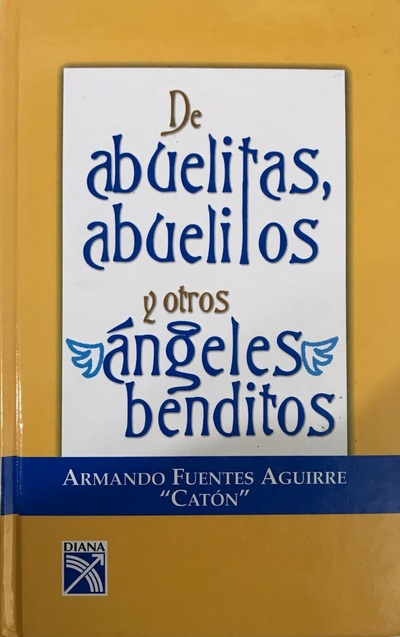 De
abuelitas,
abuelitos
y otros
ángeles
benditos
ARMANDO FUENTES AGUIRRE
"CATÓN"
DIANA